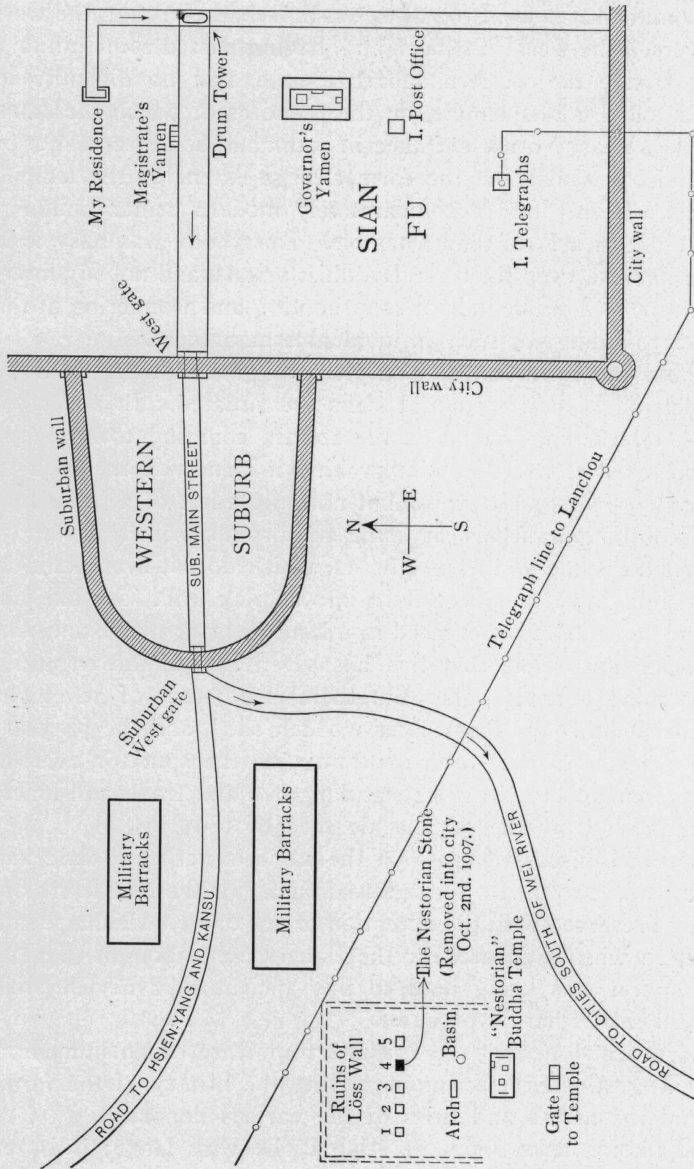 My Residence
Magistrate's
Yamen
Drum Tower
Governor's
Yamen
I. Post Office
SIAN
FU
I. Telegraphs
City wall
West gate
City wall
Suburban wall
WESTERN
SUB. MAIN STREET
SUBURB
N
W
E
S
Telegraph line to Lanchou
Suburban
West gate
Military
Barracks
Military Barracks
ROAD TO HSIEN-YANG AND KANSU
The Nestorian Stone
(Removed into city
Oct. 2nd. 1907.)
Ruins of
Löss Wall
1 2 3 4 5
Arch
Basin
"Nestorian"
Buddha Temple
Gate
to Temple
ROAD TO CITIES SOUTH OF WEI RIVER